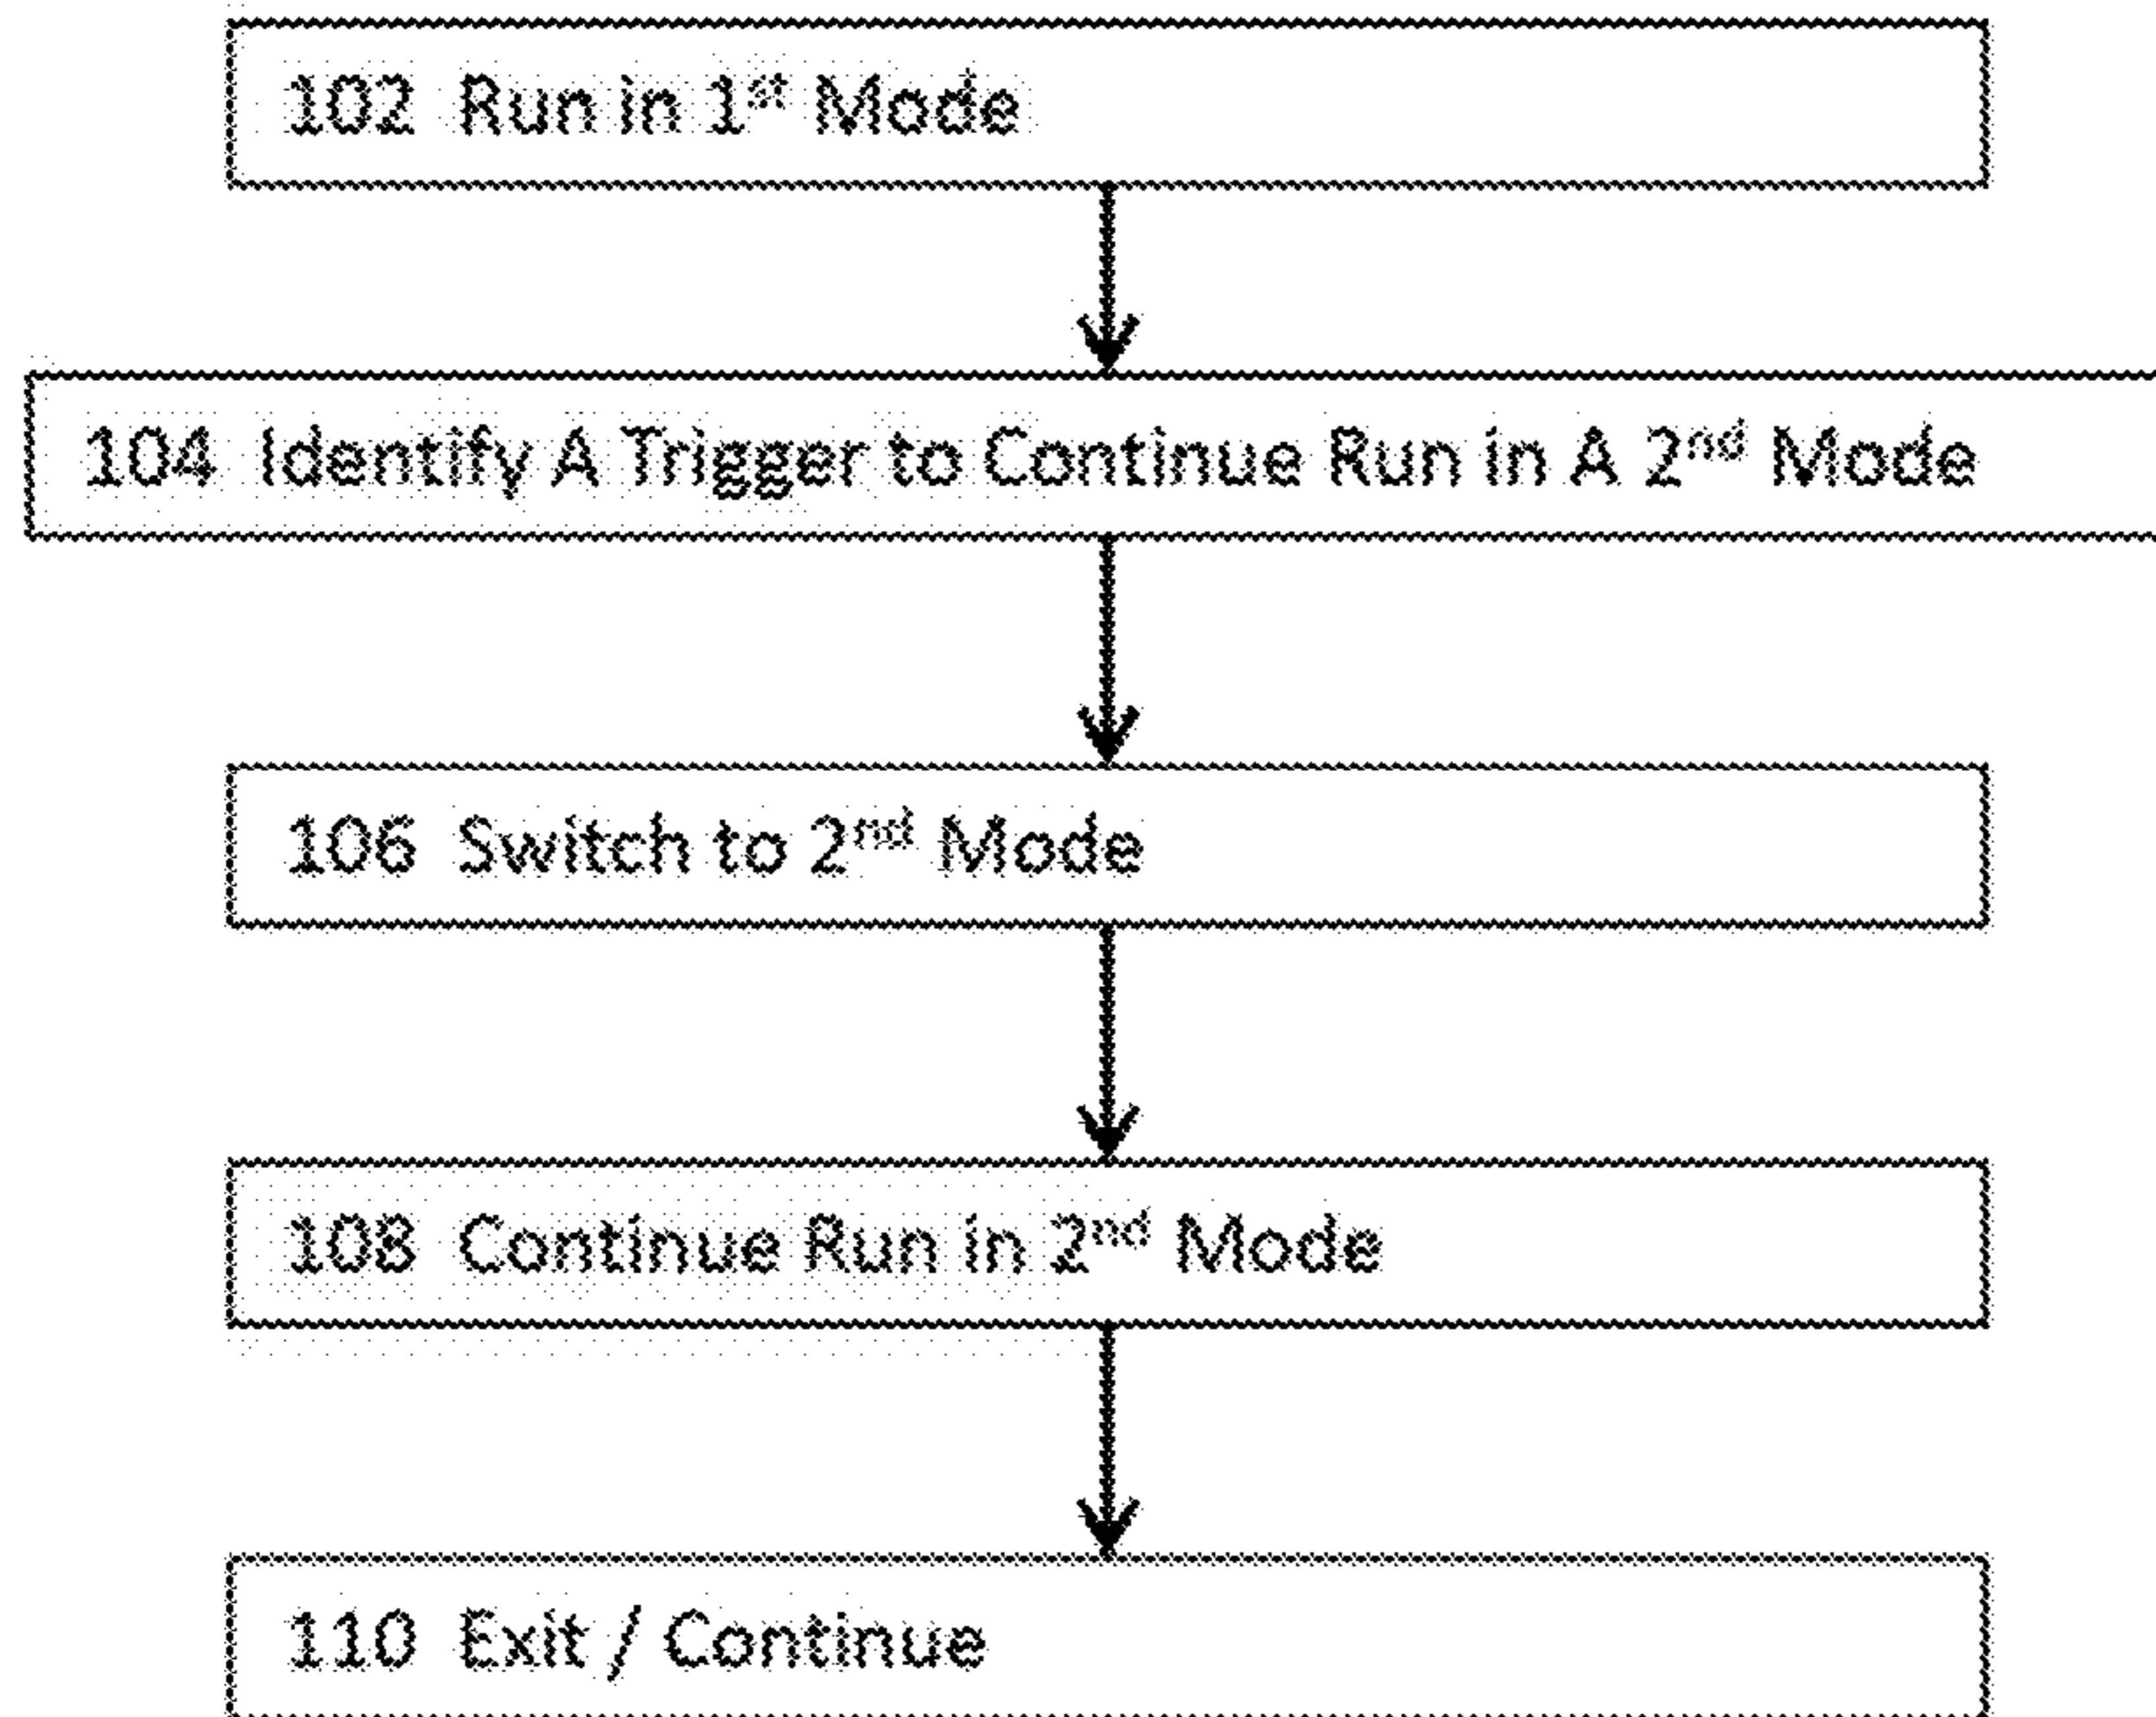 102 Run in 1st Mode
104 Identify A Trigger to Continue Run in A 2nd Mode
106 Switch to 2nd Mode
108 Continue Run in 2nd Mode
110 Exit / Continue